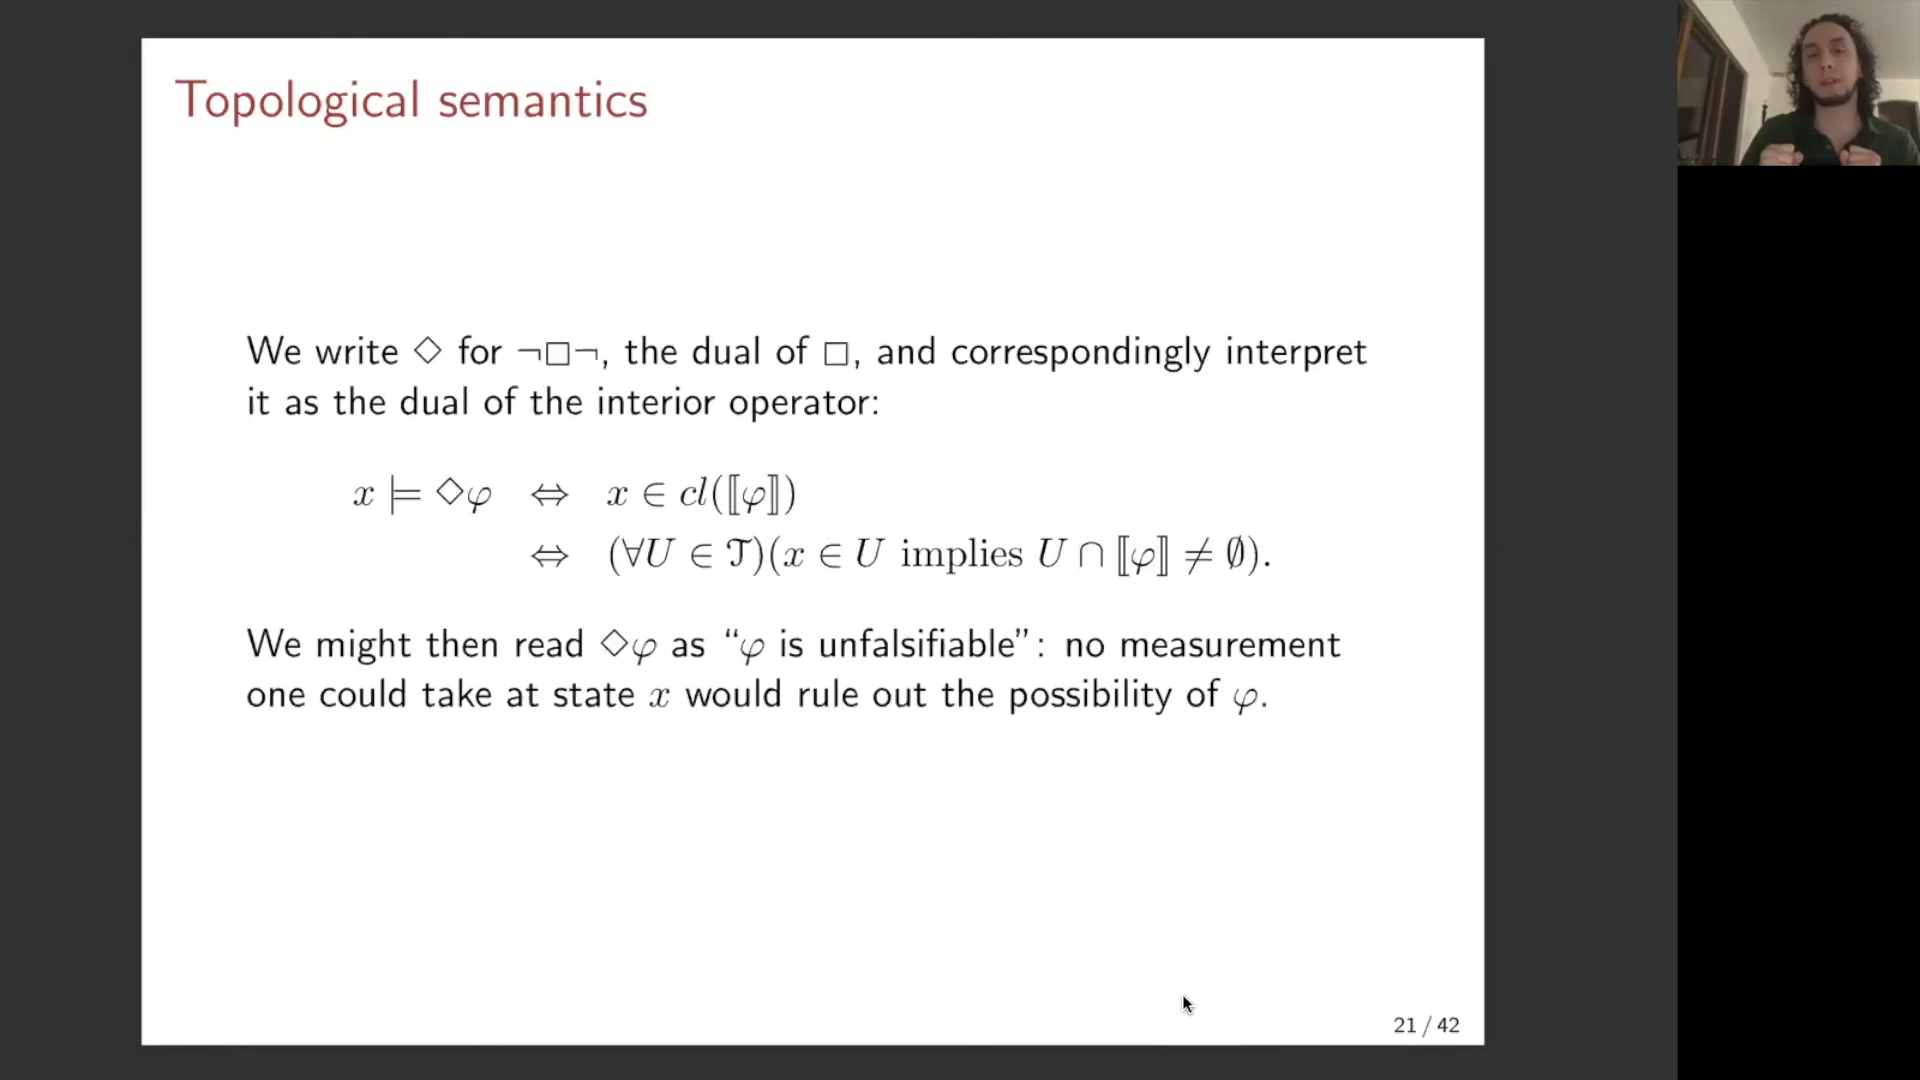 Topological semantics
We write ◇ for ¬□¬, the dual of □, and correspondingly interpret
it as the dual of the interior operator:
x ⊨ ◇φ ⇔ x ∈ cl(⟦φ⟧)
⇔ (∀U ∈ 𝒯)(x ∈ U implies U ∩ ⟦φ⟧ ≠ ∅).
We might then read ◇φ as “φ is unfalsifiable”: no measurement
one could take at state x would rule out the possibility of φ.
21 / 42